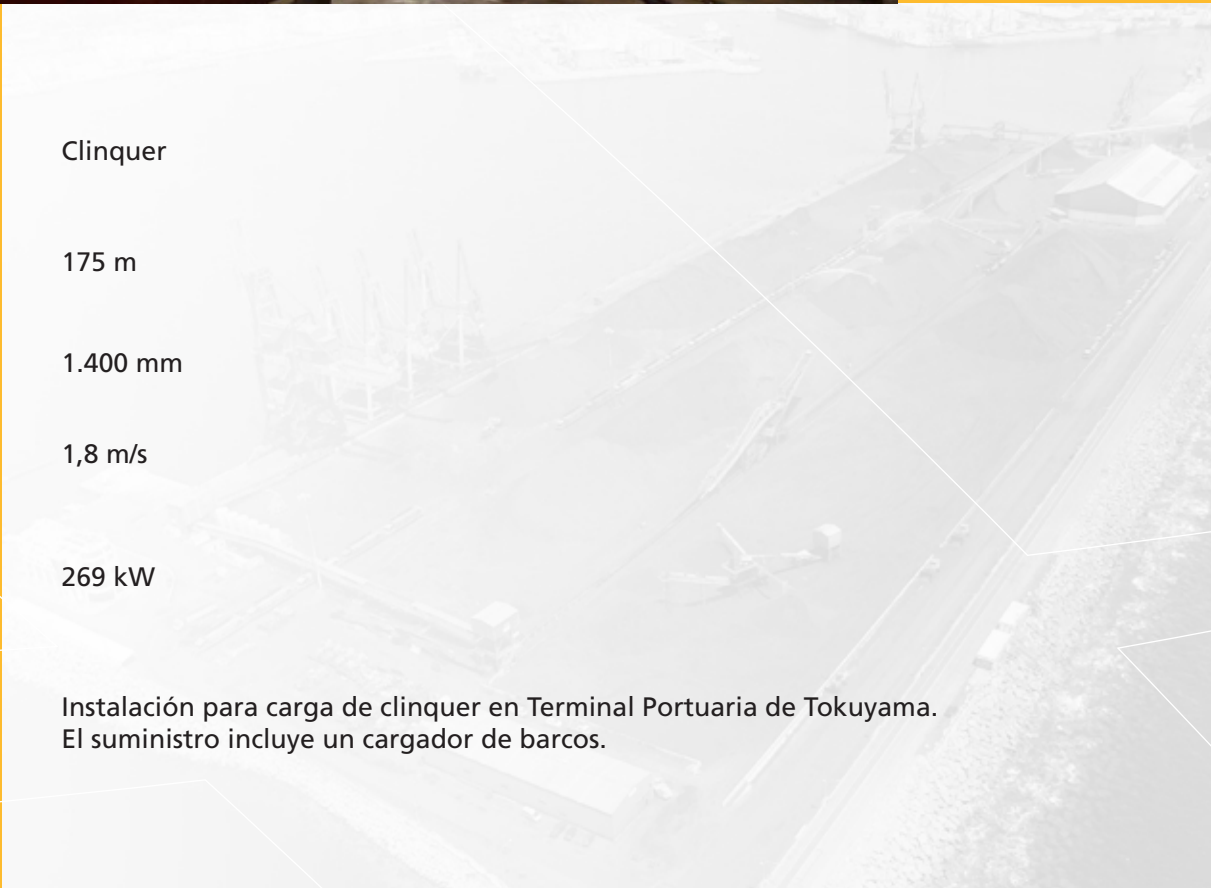 Clinquer
175 m
1.400 mm
1,8 m/s
269 kW
Instalación para carga de clinquer en Terminal Portuaria de Tokuyama.
El suministro incluye un cargador de barcos.